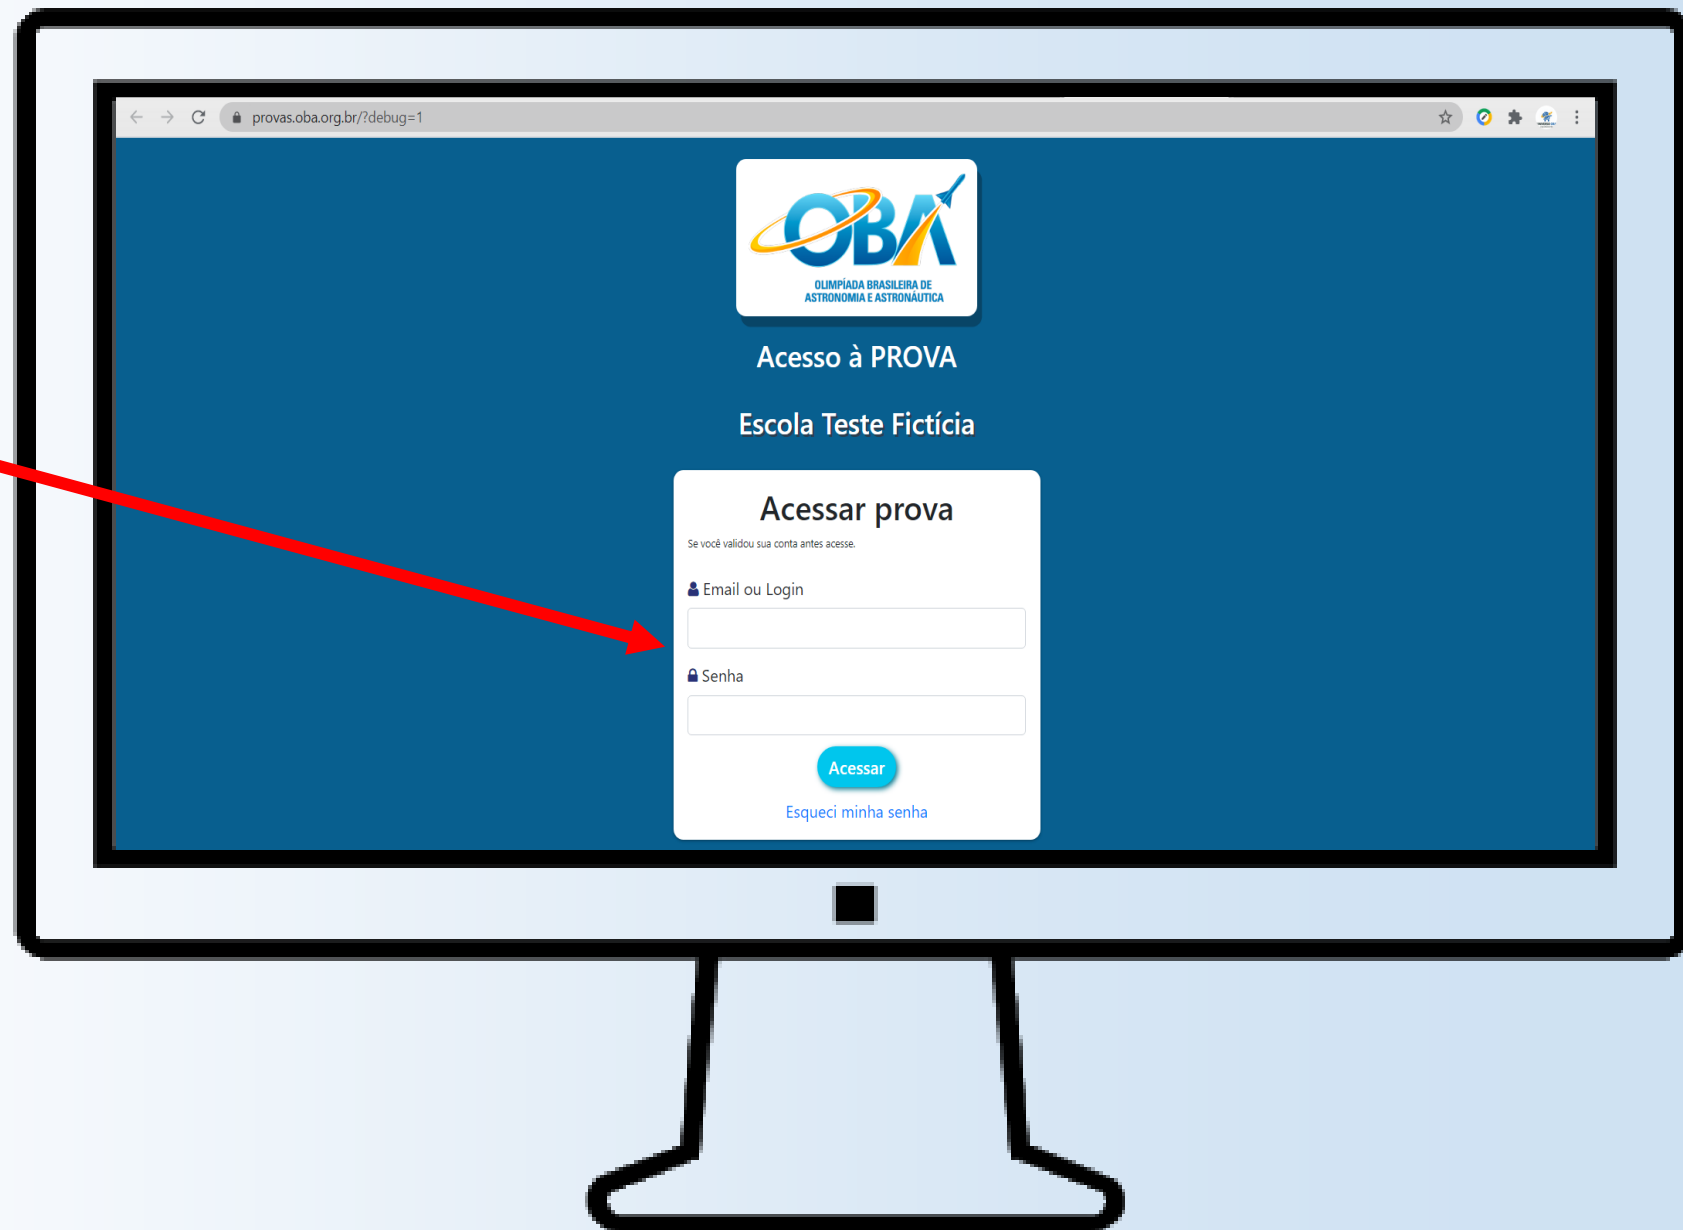 provas.oba.org.br/?debug=1
OBA
OLIMPÍADA BRASILEIRA DE
ASTRONOMIA E ASTRONÁUTICA
Acesso à PROVA
Escola Teste Fictícia
Acessar prova
Se você validou sua conta antes acesse.
Email ou Login
Senha
Acessar
Esqueci minha senha